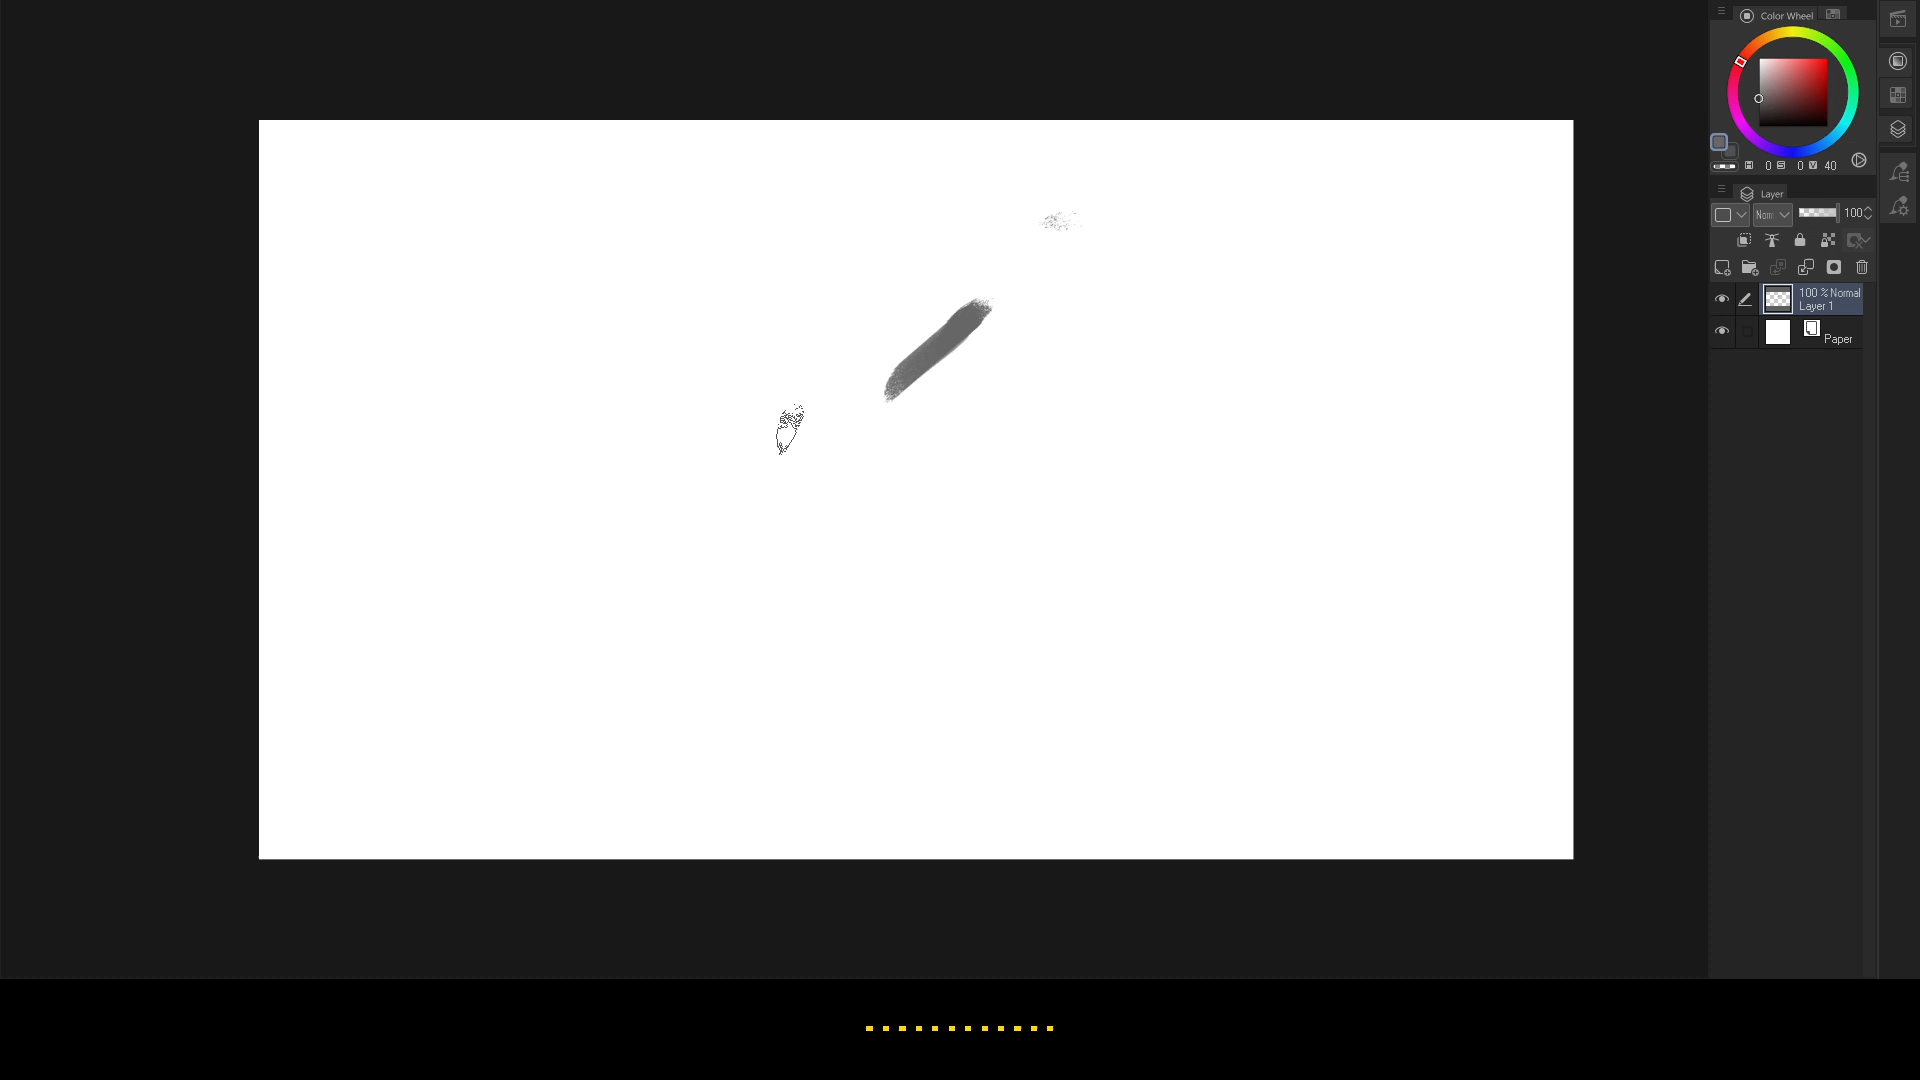 Color Wheel
H 0 S 0 V 40
Layer
Norm 100
100 % Normal
Layer 1
Paper